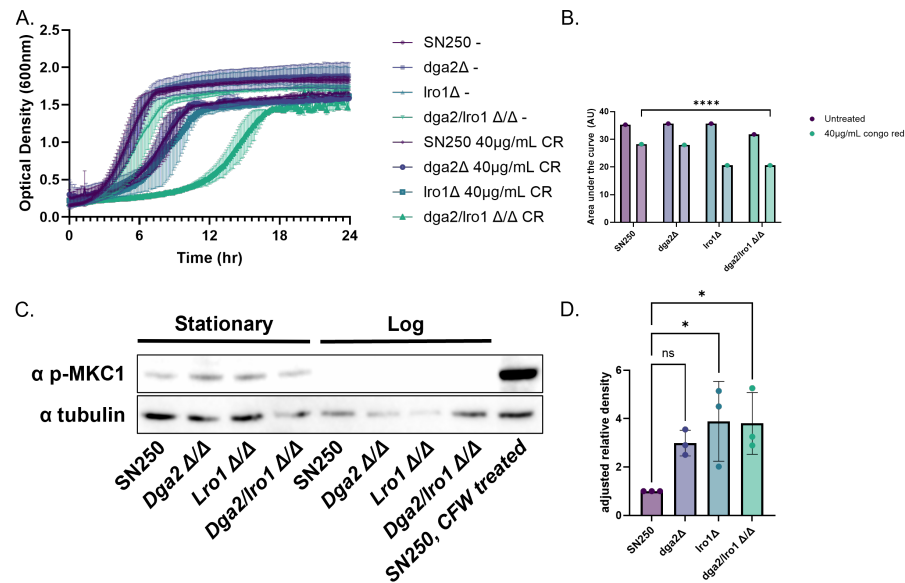 A.
2.5
2.0
1.5
1.0
0.5
0.0
Optical Density (600nm)
0 6 12 18 24
Time (hr)
SN250 -
dga2Δ -
lro1Δ -
dga2/lro1 Δ/Δ -
SN250 40µg/mL CR
dga2Δ 40µg/mL CR
lro1Δ 40µg/mL CR
dga2/lro1 Δ/Δ CR
B.
****
40
30
20
10
0
Area under the curve (AU)
SN250
dga2Δ
lro1Δ
dga2/lro1 Δ/Δ
Untreated
40µg/mL congo red
C.
Stationary Log
α p-MKC1
α tubulin
SN250
Dga2 Δ/Δ
Lro1 Δ/Δ
Dga2/lro1 Δ/Δ
SN250
Dga2 Δ/Δ
Lro1 Δ/Δ
Dga2/lro1 Δ/Δ
SN250, CFW treated
D.
*
*
ns
6
4
2
0
adjusted relative density
SN250
dga2Δ
lro1Δ
dga2/lro1 Δ/Δ